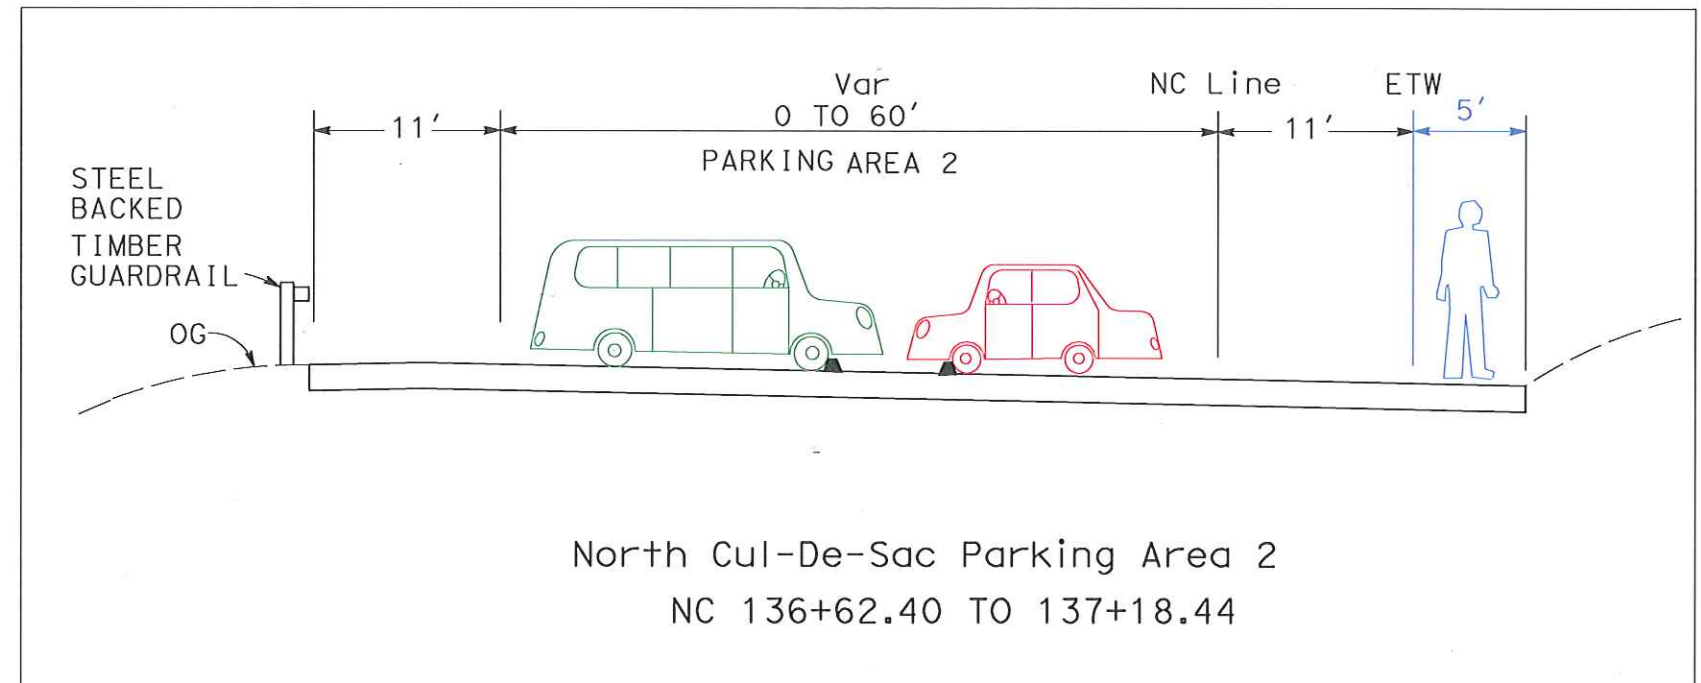 Var
NC Line
ETW
11'
0 TO 60'
11'
5'
PARKING AREA 2
STEEL
BACKED
TIMBER
GUARDRAIL
OG
North Cul-De-Sac Parking Area 2
NC 136+62.40 TO 137+18.44